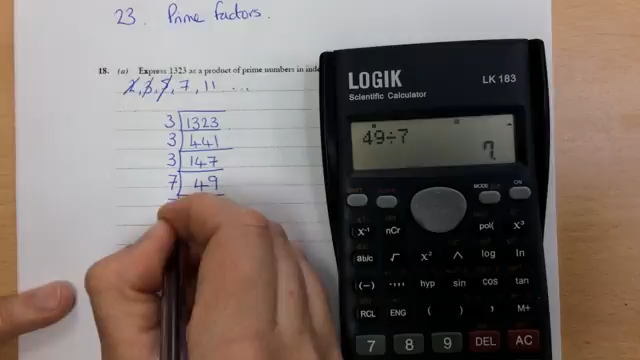 23. Prime factors.
18. (a) Express 1323 as a product of prime numbers in inde
2, 3, 5, 7, 11 ...
3 1323
3 441
3 147
7 49
LOGIK LK 183
Scientific Calculator
49÷7
7.
SHIFT MODE ON
x⁻¹ nCr pol( x³
ab/c √ x² ^ log ln
(−) °'" hyp sin cos tan
RCL ENG ( ) , M+
7 8 9 DEL AC